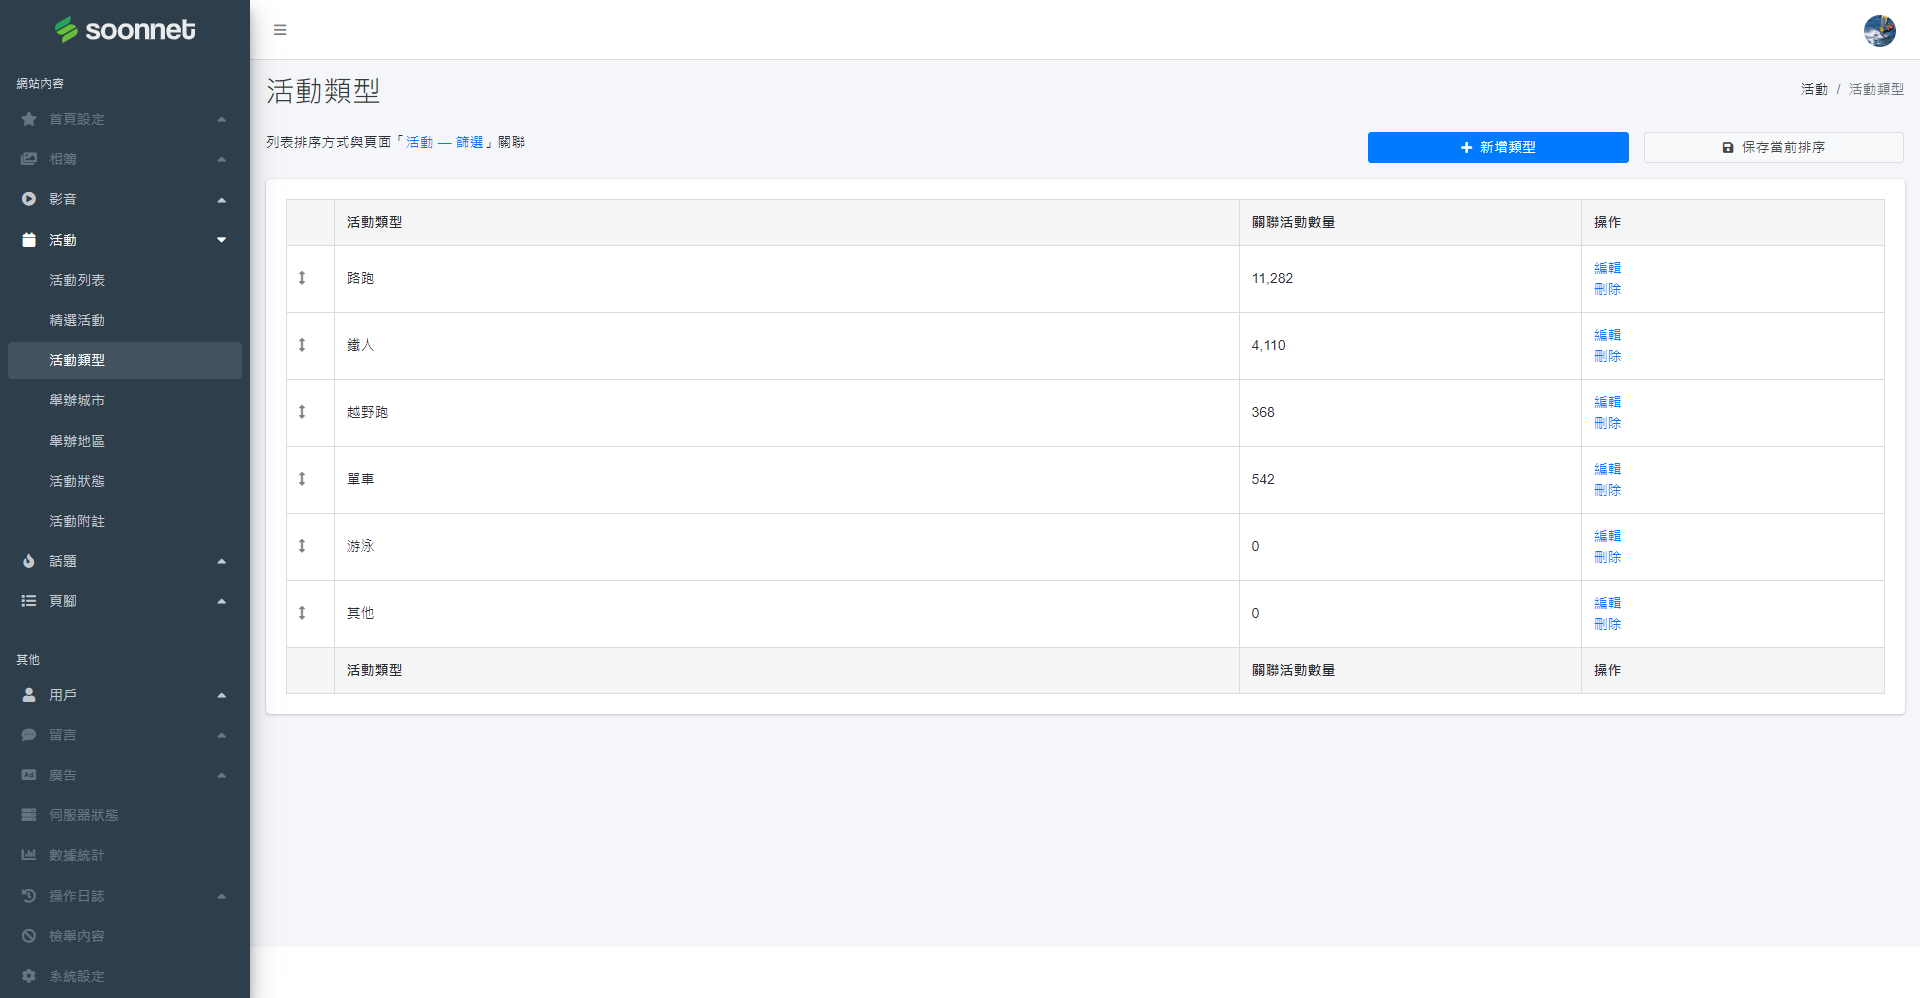 soonnet
網站內容
首頁設定
相簿
影音
活動
活動列表
精選活動
活動類型
舉辦城市
舉辦地區
活動狀態
活動附註
話題
頁腳
其他
用戶
留言
Ad 廣告
伺服器狀態
數據統計
操作日誌
檢舉內容
系統設定
活動類型
活動 / 活動類型
列表排序方式與頁面「活動 — 篩選」關聯
新增類型
保存當前排序
活動類型 關聯活動數量 操作
路跑 11,282 編輯
刪除
鐵人 4,110 編輯
刪除
越野跑 368 編輯
刪除
單車 542 編輯
刪除
游泳 0 編輯
刪除
其他 0 編輯
刪除
活動類型 關聯活動數量 操作